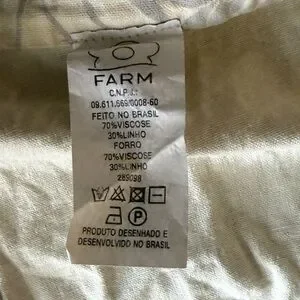 FARM
C.N.P.J.:
09.611.669/0008-60
FEITO NO BRASIL
70%VISCOSE
30%LINHO
FORRO
70%VISCOSE
30%LINHO
289098
P
PRODUTO DESENHADO E
DESENVOLVIDO NO BRASIL